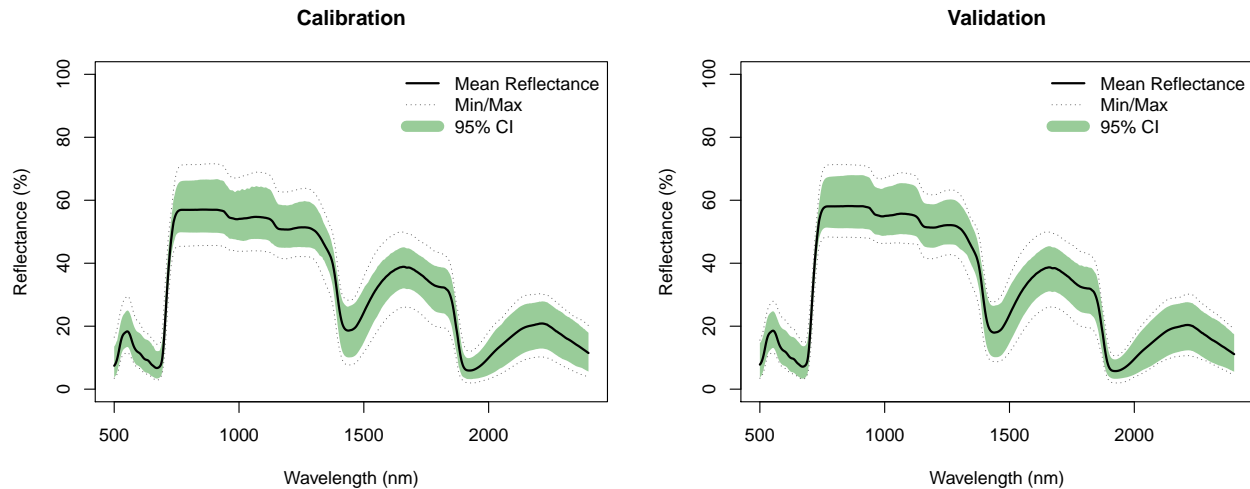 Calibration
Mean Reflectance
Min/Max
95% CI
Reflectance (%)
0
20
40
60
80
100
500
1000
1500
2000
Wavelength (nm)
Validation
Mean Reflectance
Min/Max
95% CI
Reflectance (%)
0
20
40
60
80
100
500
1000
1500
2000
Wavelength (nm)